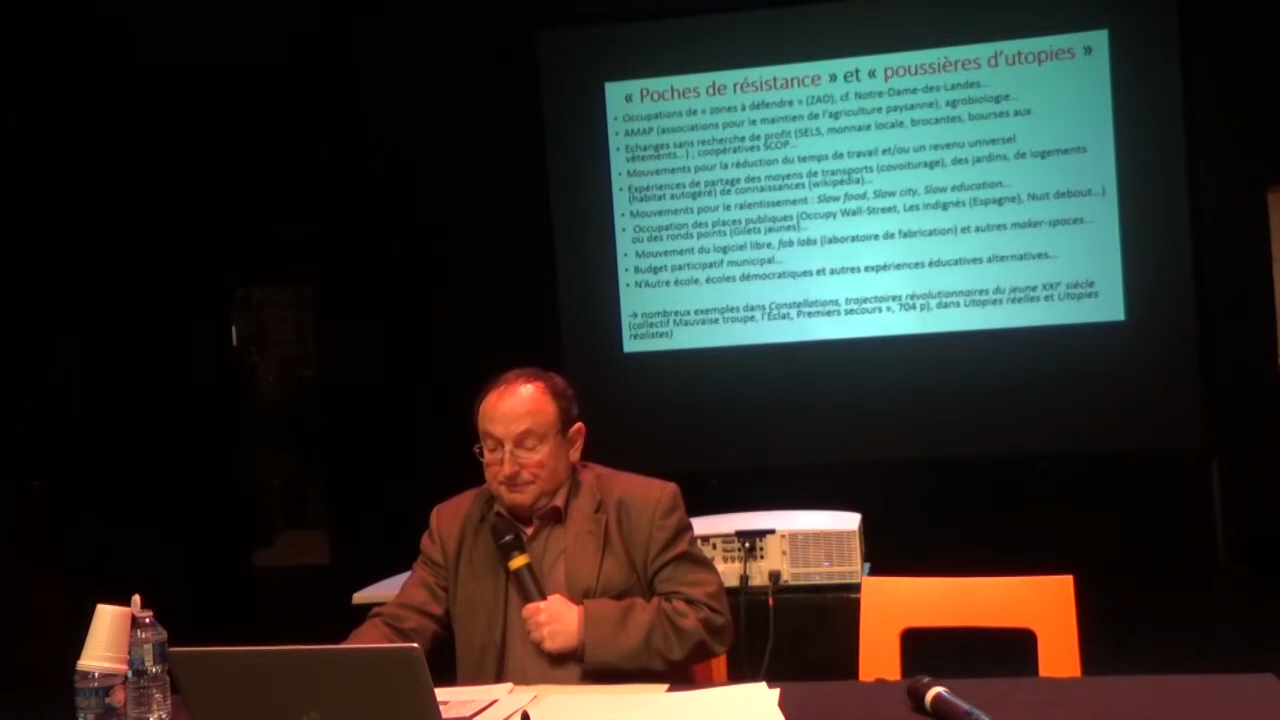 « Poches de résistance » et « poussières d'utopies »
• Occupations de « zones à défendre » (ZAD), cf. Notre-Dame-des-Landes...
• AMAP (associations pour le maintien de l'agriculture paysanne), agrobiologie...
• Echanges sans recherche de profit (SELS, monnaie locale, brocantes, bourses aux
vêtements...) ; coopératives SCOP...
• Mouvements pour la réduction du temps de travail et/ou un revenu universel
• Expériences de partage des moyens de transports (covoiturage), des jardins, de logements
(habitat autogéré) de connaissances (wikipédia)...
• Mouvements pour le ralentissement : Slow food, Slow city, Slow education...
• Occupation des places publiques (Occupy Wall-Street, Les indignés (Espagne), Nuit debout...)
ou des ronds points (Gilets jaunes)...
• Mouvement du logiciel libre, fab labs (laboratoire de fabrication) et autres maker-spaces...
• Budget participatif municipal...
• N'Autre école, écoles démocratiques et autres expériences éducatives alternatives...
→ nombreux exemples dans Constellations, trajectoires révolutionnaires du jeune XXIe siècle
(collectif Mauvaise troupe, l'Éclat, Premiers secours », 704 p), dans Utopies réelles et Utopies
réalistes)